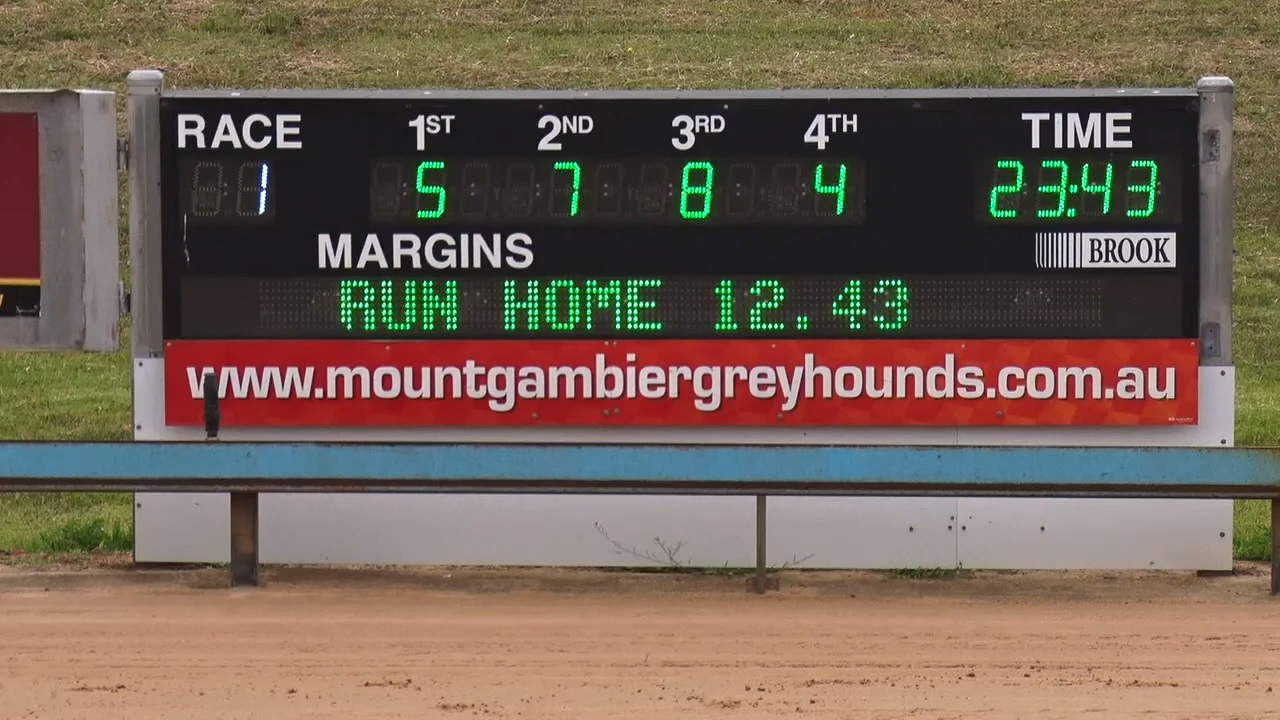 RACE 1ST 2ND 3RD 4TH TIME
1 5 7 8 4 23:43
MARGINS
BROOK
RUN HOME 12.43
www.mountgambiergreyhounds.com.au